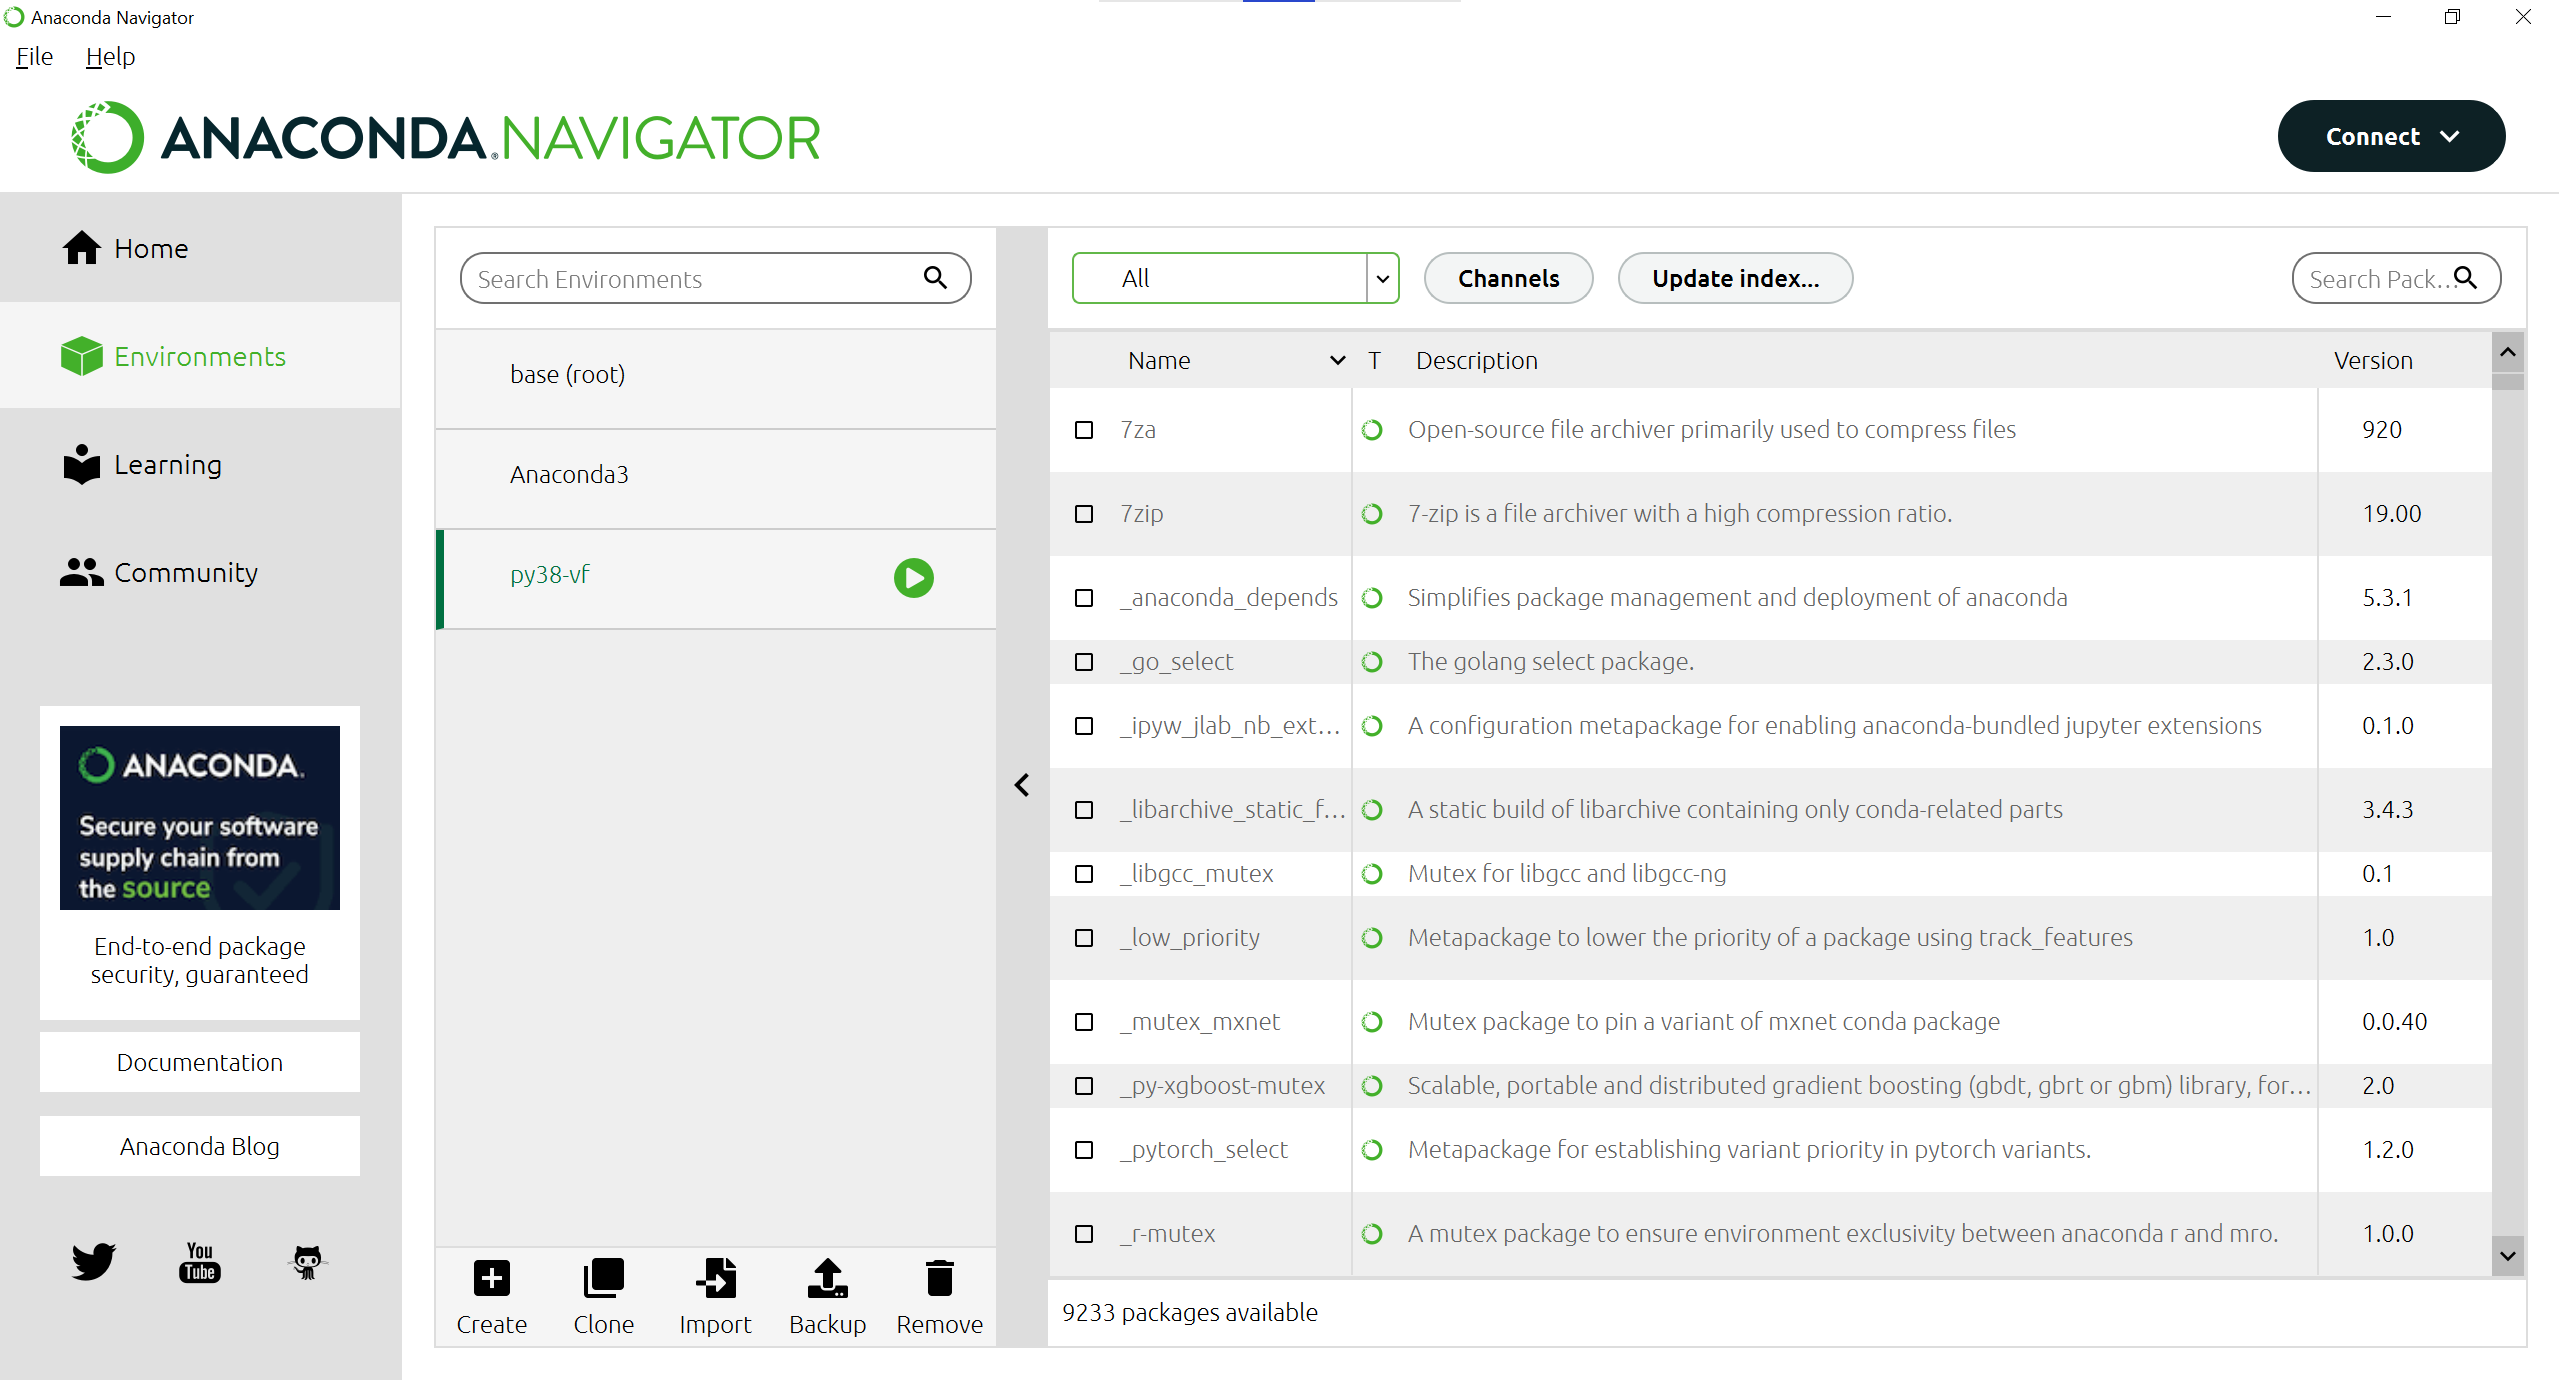 Anaconda Navigator
File Help
ANACONDA.NAVIGATOR
Connect
Home
Environments
Learning
Community
ANACONDA.
Secure your software
supply chain from
the source
End-to-end package
security, guaranteed
Documentation
Anaconda Blog
You
Tube
Search Environments
base (root)
Anaconda3
py38-vf
Create Clone Import Backup Remove
All Channels Update index... Search Pack...
Name T Description Version
7za Open-source file archiver primarily used to compress files 920
7zip 7-zip is a file archiver with a high compression ratio. 19.00
_anaconda_depends Simplifies package management and deployment of anaconda 5.3.1
_go_select The golang select package. 2.3.0
_ipyw_jlab_nb_ext... A configuration metapackage for enabling anaconda-bundled jupyter extensions 0.1.0
_libarchive_static_f... A static build of libarchive containing only conda-related parts 3.4.3
_libgcc_mutex Mutex for libgcc and libgcc-ng 0.1
_low_priority Metapackage to lower the priority of a package using track_features 1.0
_mutex_mxnet Mutex package to pin a variant of mxnet conda package 0.0.40
_py-xgboost-mutex Scalable, portable and distributed gradient boosting (gbdt, gbrt or gbm) library, for... 2.0
_pytorch_select Metapackage for establishing variant priority in pytorch variants. 1.2.0
_r-mutex A mutex package to ensure environment exclusivity between anaconda r and mro. 1.0.0
9233 packages available